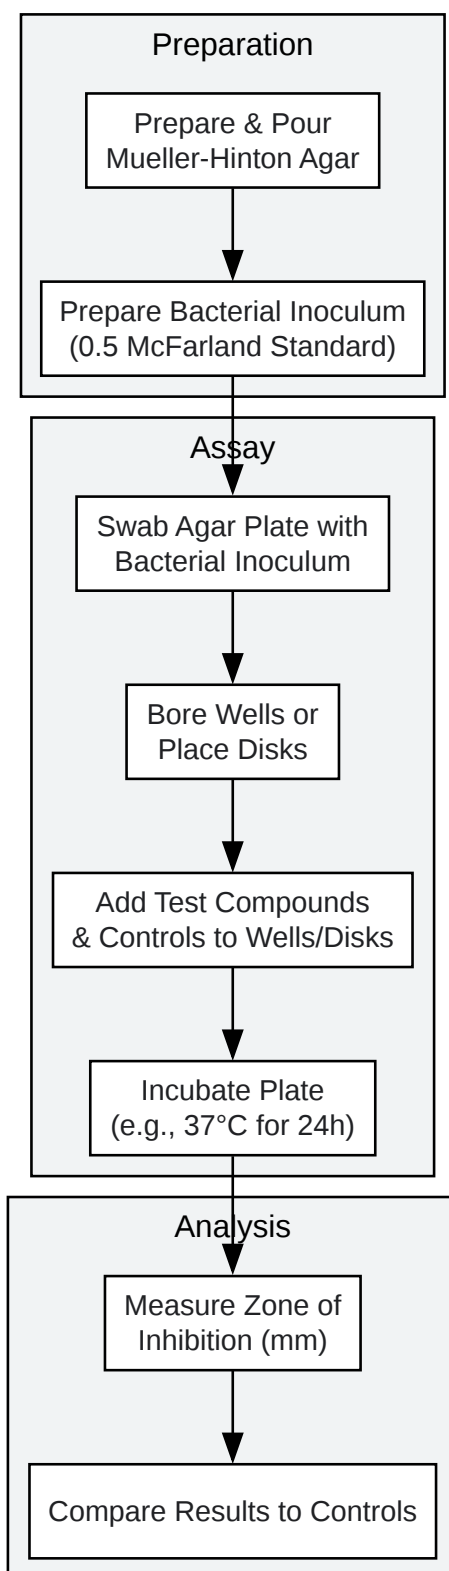 Preparation
Prepare & Pour
Mueller-Hinton Agar
Prepare Bacterial Inoculum
(0.5 McFarland Standard)
Assay
Swab Agar Plate with
Bacterial Inoculum
Bore Wells or
Place Disks
Add Test Compounds
& Controls to Wells/Disks
Incubate Plate
(e.g., 37°C for 24h)
Analysis
Measure Zone of
Inhibition (mm)
Compare Results to Controls